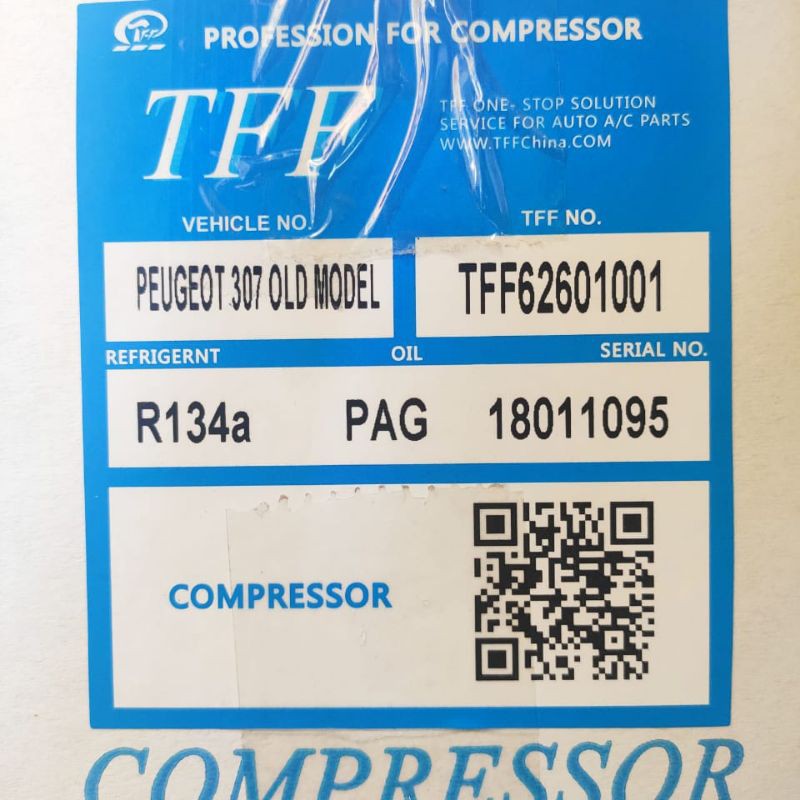 TFF
PROFESSION FOR COMPRESSOR
TFF
TFF ONE- STOP SOLUTION
SERVICE FOR AUTO A/C PARTS
WWW.TFFChina.COM
VEHICLE NO.
TFF NO.
PEUGEOT 307 OLD MODEL
TFF62601001
REFRIGERNT
OIL
SERIAL NO.
R134a
PAG
18011095
COMPRESSOR
COMPRESSOR